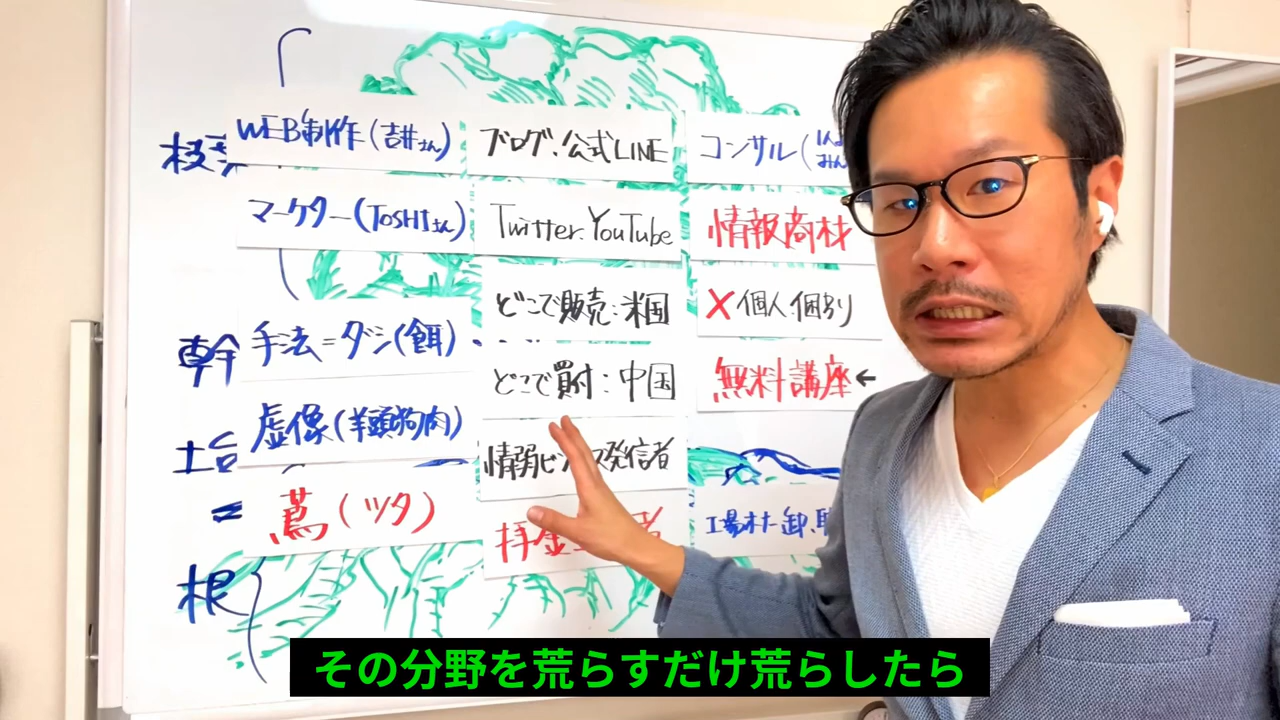 枝
WEB制作(吉井さん)
マーケター(TOSHIさん)
幹
手法=ダシ(餌)
土台
虚像(羊頭狗肉)
=
蔦(ツタ)
根
ブログ、公式LINE
Twitter、YouTube
どこで販売:米国
どこで買付:中国
情弱ビジネス発信者
拝金
コンサル(
情報商材
×個人、個別
無料講座←
工場、卸、
その分野を荒らすだけ荒らしたら